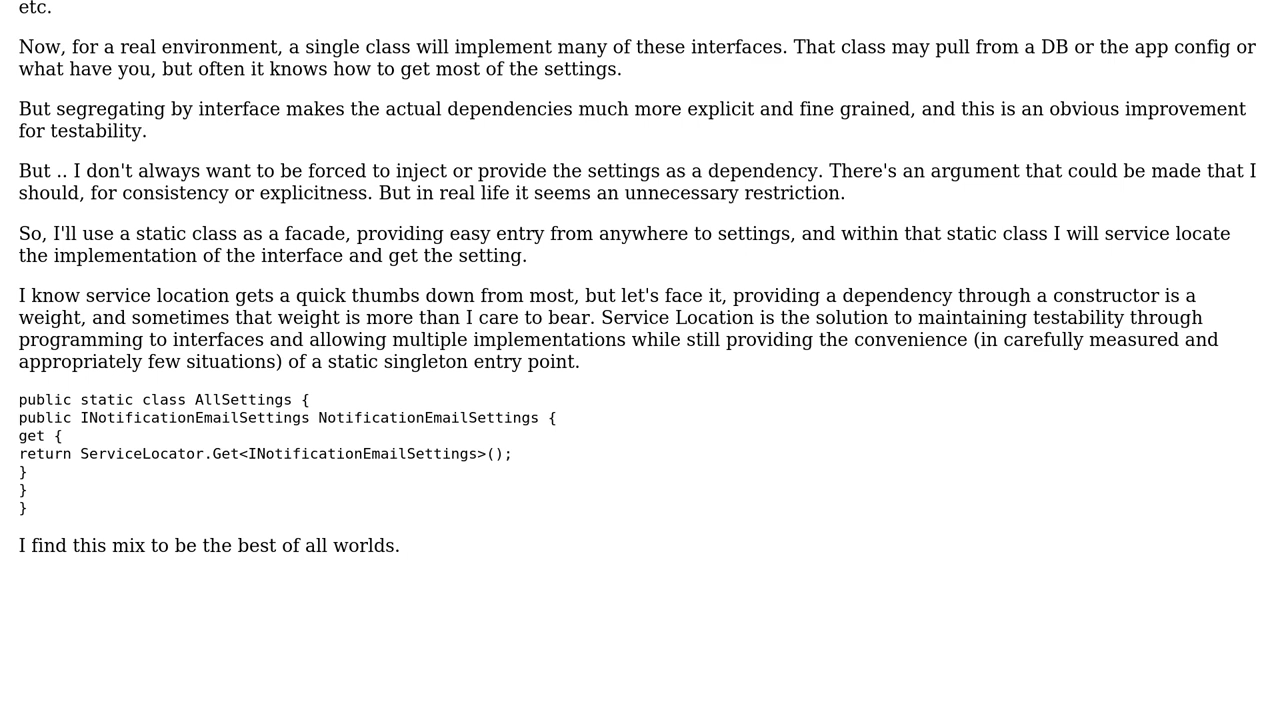 etc.
Now, for a real environment, a single class will implement many of these interfaces. That class may pull from a DB or the app config or
what have you, but often it knows how to get most of the settings.
But segregating by interface makes the actual dependencies much more explicit and fine grained, and this is an obvious improvement
for testability.
But .. I don't always want to be forced to inject or provide the settings as a dependency. There's an argument that could be made that I
should, for consistency or explicitness. But in real life it seems an unnecessary restriction.
So, I'll use a static class as a facade, providing easy entry from anywhere to settings, and within that static class I will service locate
the implementation of the interface and get the setting.
I know service location gets a quick thumbs down from most, but let's face it, providing a dependency through a constructor is a
weight, and sometimes that weight is more than I care to bear. Service Location is the solution to maintaining testability through
programming to interfaces and allowing multiple implementations while still providing the convenience (in carefully measured and
appropriately few situations) of a static singleton entry point.
public static class AllSettings {
public INotificationEmailSettings NotificationEmailSettings {
get {
return ServiceLocator.Get<INotificationEmailSettings>();
}
}
}
I find this mix to be the best of all worlds.